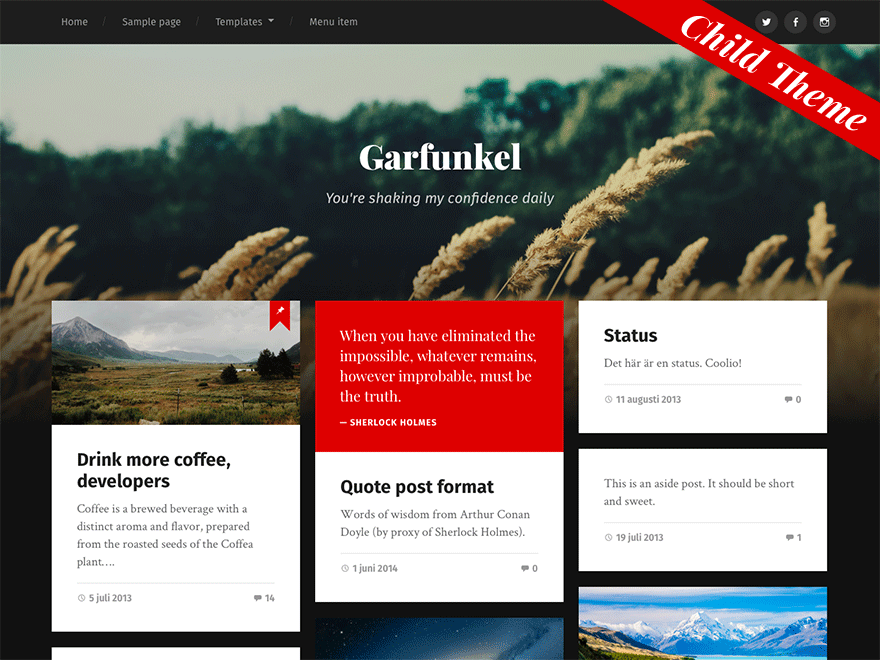 Home / Sample page / Templates / Menu item
Child Theme
Garfunkel
You're shaking my confidence daily
Drink more coffee,
developers
Coffee is a brewed beverage with a
distinct aroma and flavor, prepared
from the roasted seeds of the Coffea
plant....
5 juli 2013 14
When you have eliminated the
impossible, whatever remains,
however improbable, must be
the truth.
— SHERLOCK HOLMES
Quote post format
Words of wisdom from Arthur Conan
Doyle (by proxy of Sherlock Holmes).
1 juni 2014 0
Status
Det här är en status. Coolio!
11 augusti 2013 0
This is an aside post. It should be short
and sweet.
19 juli 2013 1